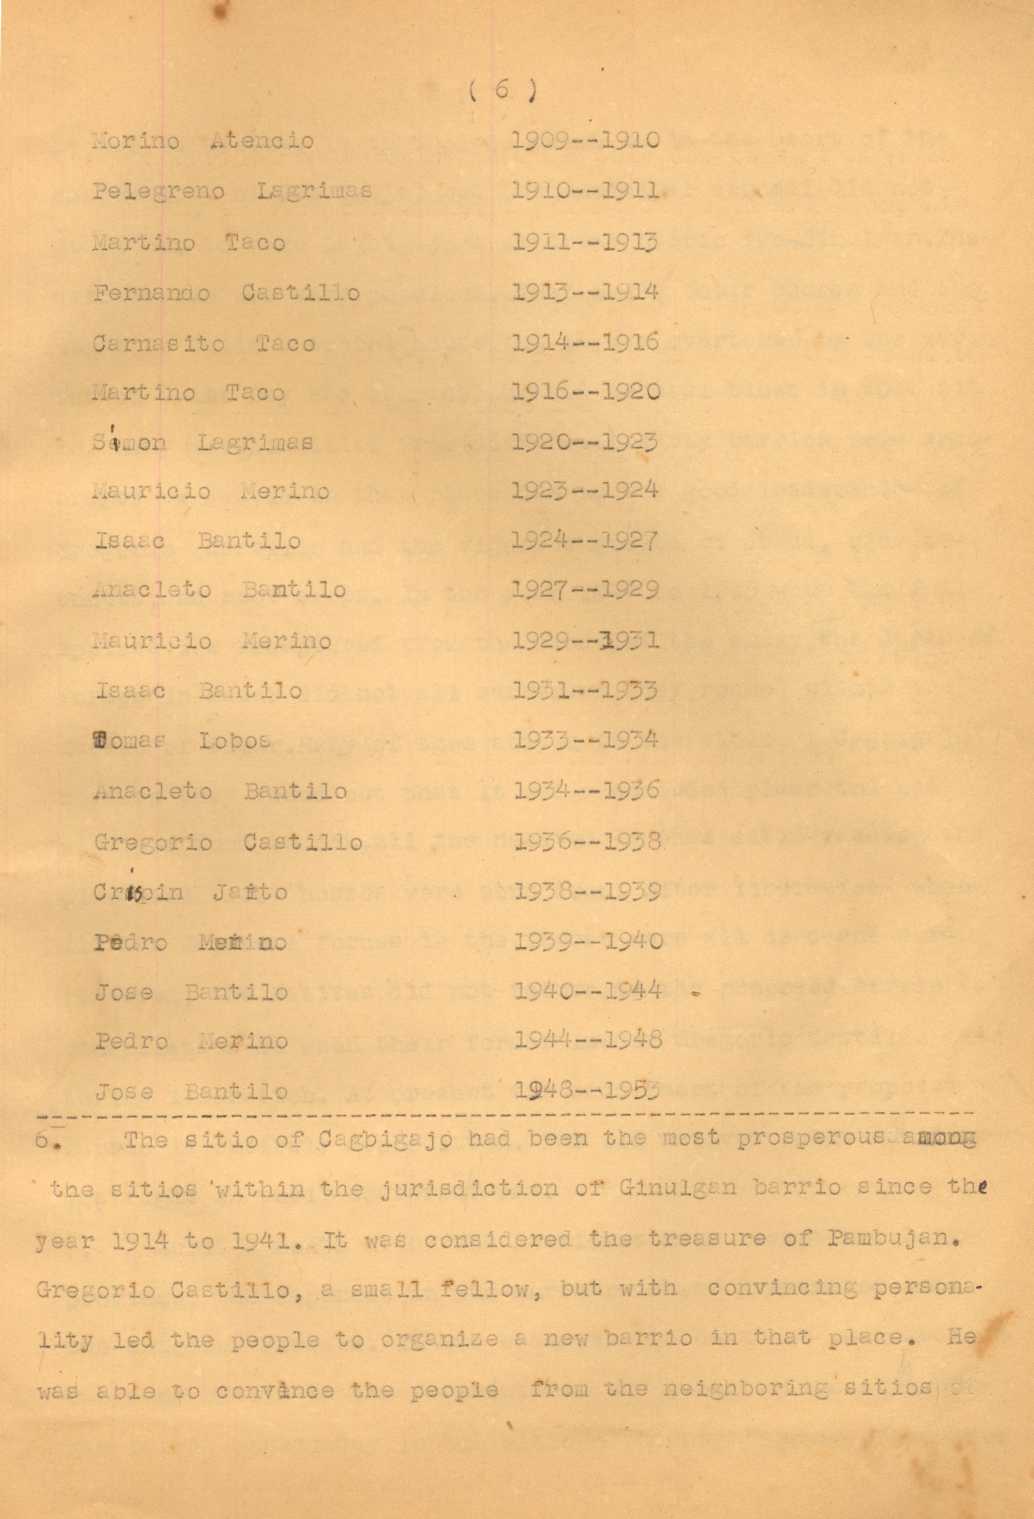 ( 6 )
Morino Atencio 1909--1910
Pelegreno Lagrimas 1910--1911
Martino Taco 1911--1913
Fernando Castillo 1913--1914
Carnasito Taco 1914--1916
Martino Taco 1916--1920
Simon Lagrimas 1920--1923
Mauricio Merino 1923--1924
Isaac Bantilo 1924--1927
Anacleto Bantilo 1927--1929
Mauricio Merino 1929--1931
Isaac Bantilo 1931--1933
Tomas Lobos 1933--1934
Anacleto Bantilo 1934--1936
Gregorio Castillo 1936--1938
Crispin Jaito 1938--1939
Pedro Merino 1939--1940
Jose Bantilo 1940--1944
Pedro Merino 1944--1948
Jose Bantilo 1948--1953
6. The sitio of Cagbigajo had been the most prosperous among
the sitios within the jurisdiction of Ginulgan barrio since the
year 1914 to 1941. It was considered the treasure of Pambujan.
Gregorio Castillo, a small fellow, but with convincing persona-
lity led the people to organize a new barrio in that place. He
was able to convince the people from the neighboring sitios of